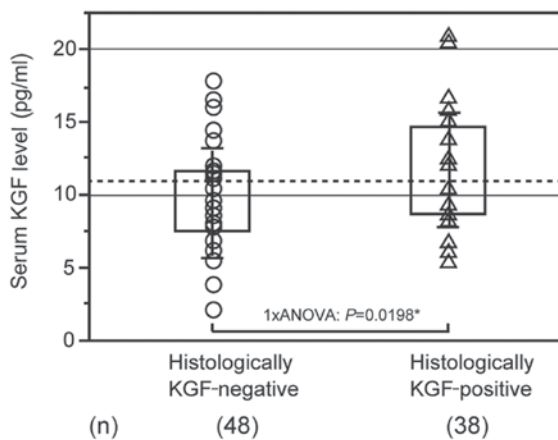 Serum KGF level (pg/ml)
20
15
10
5
0
1xANOVA: P=0.0198*
Histologically
KGF-negative
Histologically
KGF-positive
(n)
(48)
(38)